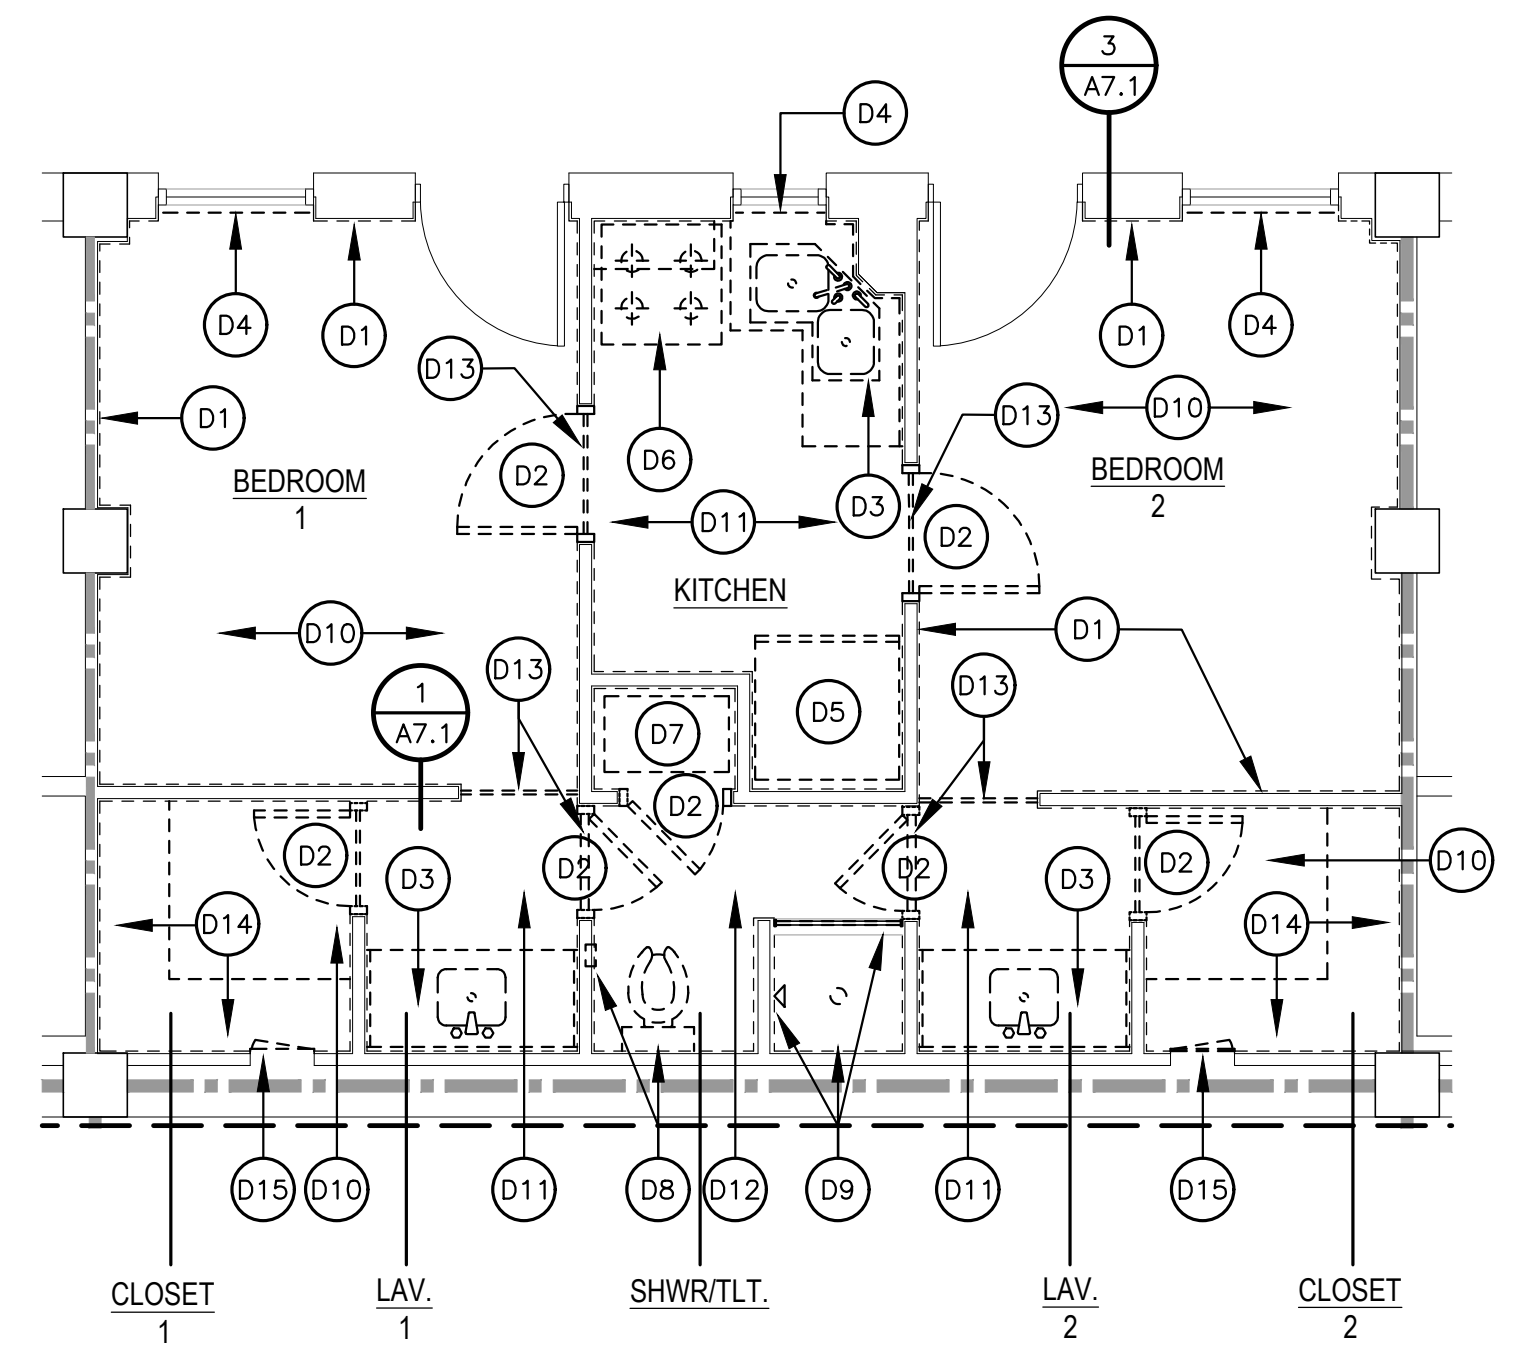 3
A7.1
D4
D4
D1
D1
D4
D13
D1
D10
D13
D6
D2
BEDROOM
1
BEDROOM
2
D3
D11
D2
KITCHEN
D10
D1
D13
D13
1
A7.1
D7
D5
D2
D2
D3
D2
D2
D3
D2
D10
D14
D14
D15
D10
D11
D8
D12
D9
D11
D15
CLOSET
1
LAV.
1
SHWR/TLT.
LAV.
2
CLOSET
2